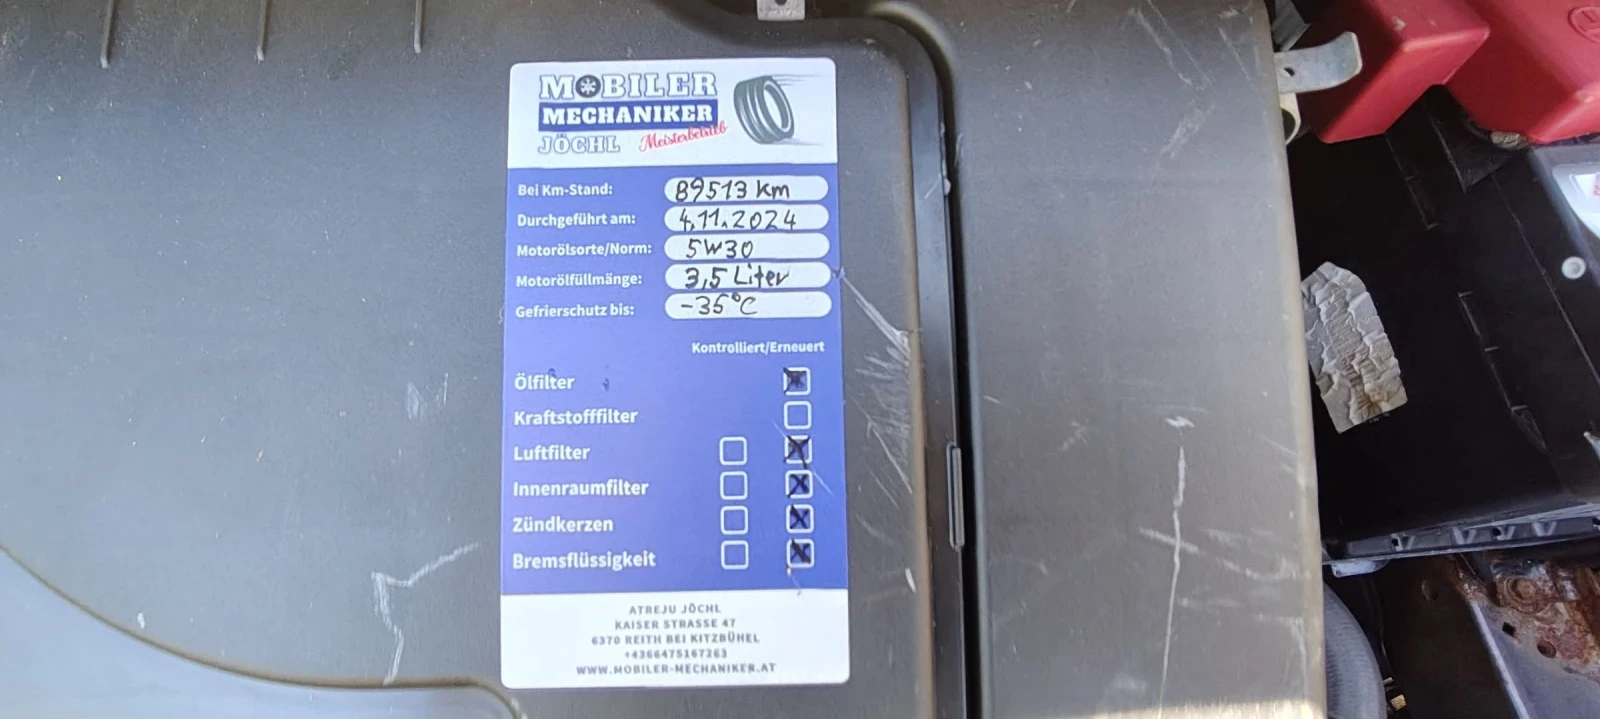 MOBILER
MECHANIKER
JÖCHL Meisterbetrieb
Bei Km-Stand: 89513 km
Durchgeführt am: 4.11.2024
Motorölsorte/Norm: 5W30
Motorölfüllmänge: 3,5 Liter
Gefrierschutz bis: -35°C
Kontrolliert/Erneuert
Ölfilter
Kraftstofffilter
Luftfilter
Innenraumfilter
Zündkerzen
Bremsflüssigkeit
ATREJU JÖCHL
KAISER STRASSE 47
6370 REITH BEI KITZBÜHEL
+4366475167263
WWW.MOBILER-MECHANIKER.AT